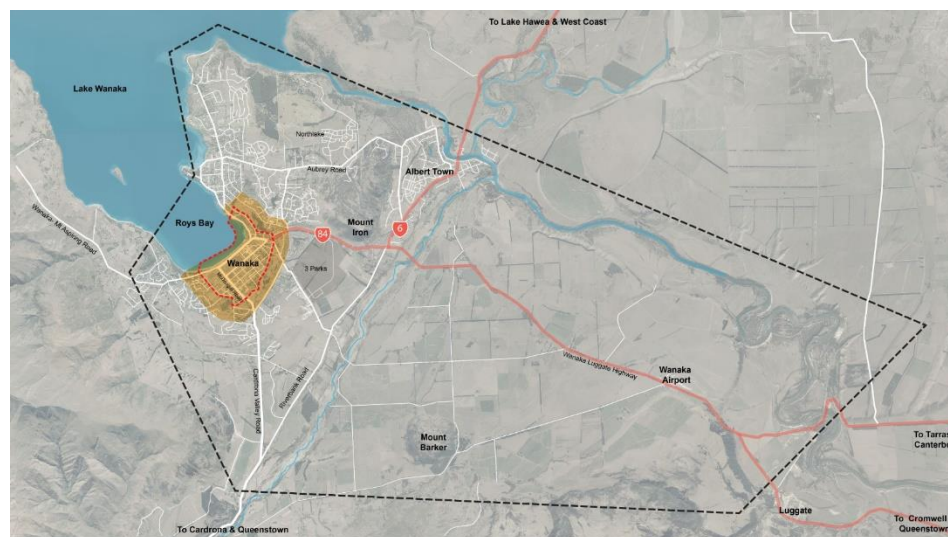 To Lake Hawea & West Coast
Lake Wanaka
Northlake
Aubrey Road
Albert Town
Wanaka- Mt Aspiring Road
Roys Bay
Mount
Iron
6
84
Wanaka
3 Parks
Wanaka Luggate Highway
Wanaka
Airport
Riverbank Road
Cardrona Valley Road
Mount
Barker
To Tarras
Canterbu
Luggate
To Cardrona & Queenstown
To Cromwell
Queenstown